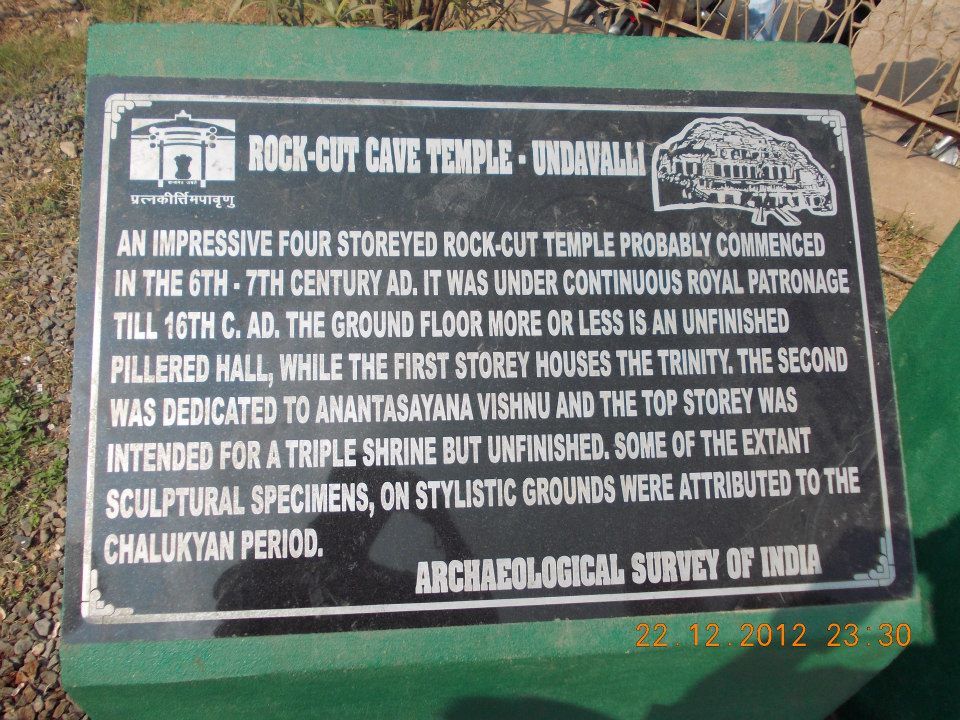 ROCK-CUT CAVE TEMPLE - UNDAVALLI
प्रत्नकीर्त्तिमपावृणु
AN IMPRESSIVE FOUR STOREYED ROCK-CUT TEMPLE PROBABLY COMMENCED
IN THE 6TH - 7TH CENTURY AD. IT WAS UNDER CONTINUOUS ROYAL PATRONAGE
TILL 16TH C. AD. THE GROUND FLOOR MORE OR LESS IS AN UNFINISHED
PILLERED HALL, WHILE THE FIRST STOREY HOUSES THE TRINITY. THE SECOND
WAS DEDICATED TO ANANTASAYANA VISHNU AND THE TOP STOREY WAS
INTENDED FOR A TRIPLE SHRINE BUT UNFINISHED. SOME OF THE EXTANT
SCULPTURAL SPECIMENS, ON STYLISTIC GROUNDS WERE ATTRIBUTED TO THE
CHALUKYAN PERIOD.
ARCHAEOLOGICAL SURVEY OF INDIA
22.12.2012 23:30